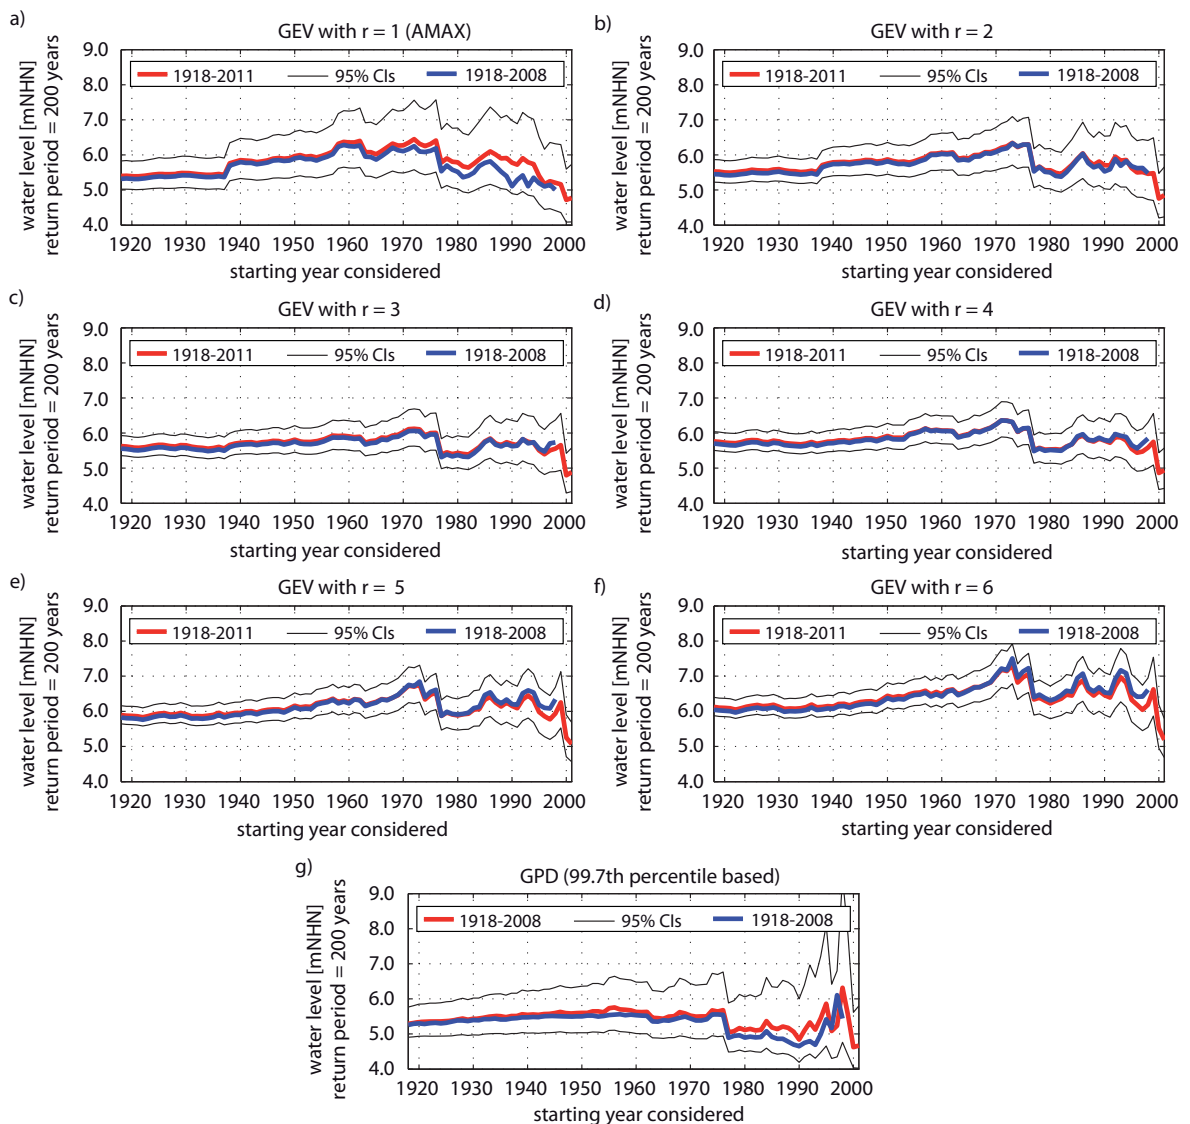 a) GEV with r = 1 (AMAX)
water level [mNHN]
return period = 200 years
9.0
8.0
7.0
6.0
5.0
4.0
1918-2011 95% CIs 1918-2008
1920 1930 1940 1950 1960 1970 1980 1990 2000
starting year considered
b) GEV with r = 2
water level [mNHN]
return period = 200 years
9.0
8.0
7.0
6.0
5.0
4.0
1918-2011 95% CIs 1918-2008
1920 1930 1940 1950 1960 1970 1980 1990 2000
starting year considered
c) GEV with r = 3
water level [mNHN]
return period = 200 years
9.0
8.0
7.0
6.0
5.0
4.0
1918-2011 95% CIs 1918-2008
1920 1930 1940 1950 1960 1970 1980 1990 2000
starting year considered
d) GEV with r = 4
water level [mNHN]
return period = 200 years
9.0
8.0
7.0
6.0
5.0
4.0
1918-2011 95% CIs 1918-2008
1920 1930 1940 1950 1960 1970 1980 1990 2000
starting year considered
e) GEV with r = 5
water level [mNHN]
return period = 200 years
9.0
8.0
7.0
6.0
5.0
4.0
1918-2011 95% CIs 1918-2008
1920 1930 1940 1950 1960 1970 1980 1990 2000
starting year considered
f) GEV with r = 6
water level [mNHN]
return period = 200 years
9.0
8.0
7.0
6.0
5.0
4.0
1918-2011 95% CIs 1918-2008
1920 1930 1940 1950 1960 1970 1980 1990 2000
starting year considered
g) GPD (99.7th percentile based)
water level [mNHN]
return period = 200 years
9.0
8.0
7.0
6.0
5.0
4.0
1918-2008 95% CIs 1918-2008
1920 1930 1940 1950 1960 1970 1980 1990 2000
starting year considered